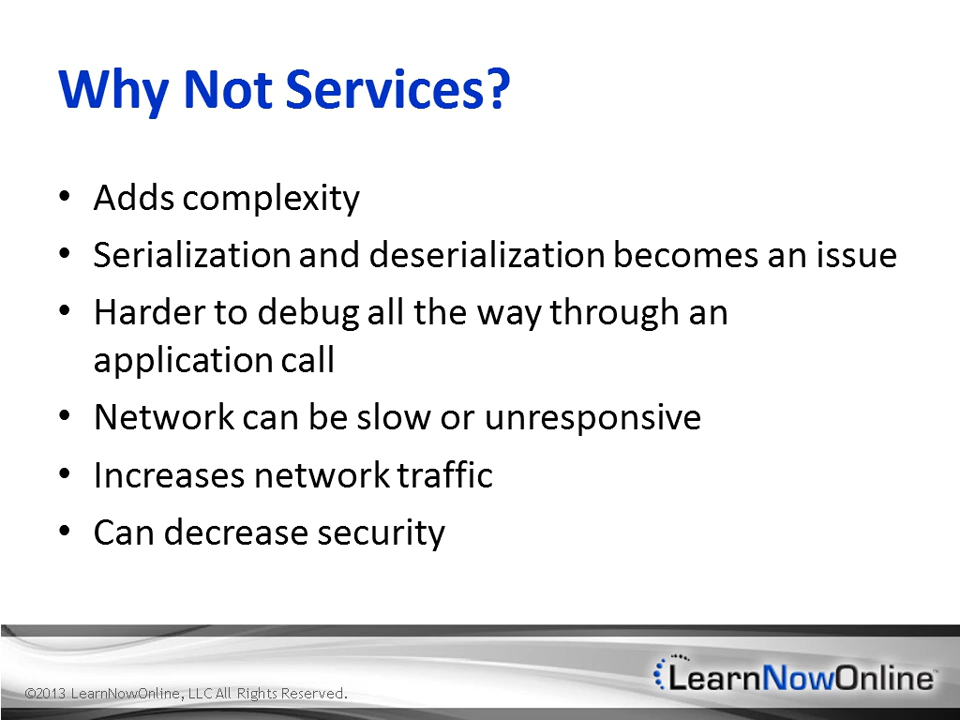 Why Not Services?
• Adds complexity
• Serialization and deserialization becomes an issue
• Harder to debug all the way through an
application call
• Network can be slow or unresponsive
• Increases network traffic
• Can decrease security
©2013 LearnNowOnline, LLC All Rights Reserved.
LearnNowOnline™